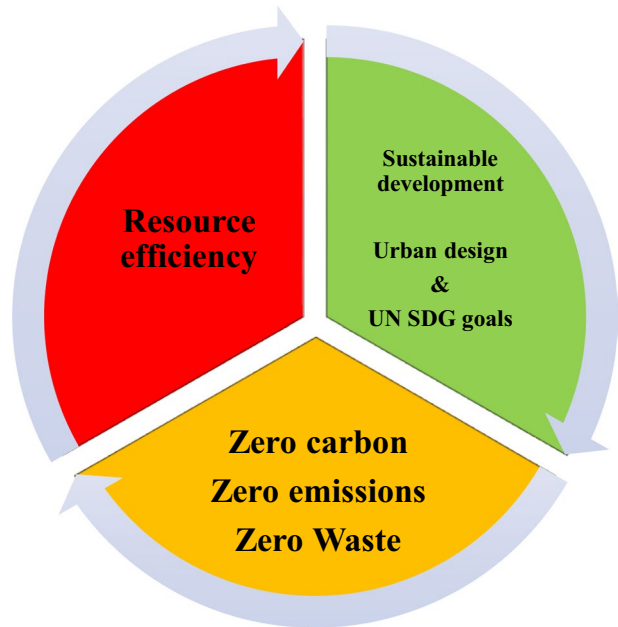 Resource
efficiency
Sustainable
development
Urban design
&
UN SDG goals
Zero carbon
Zero emissions
Zero Waste